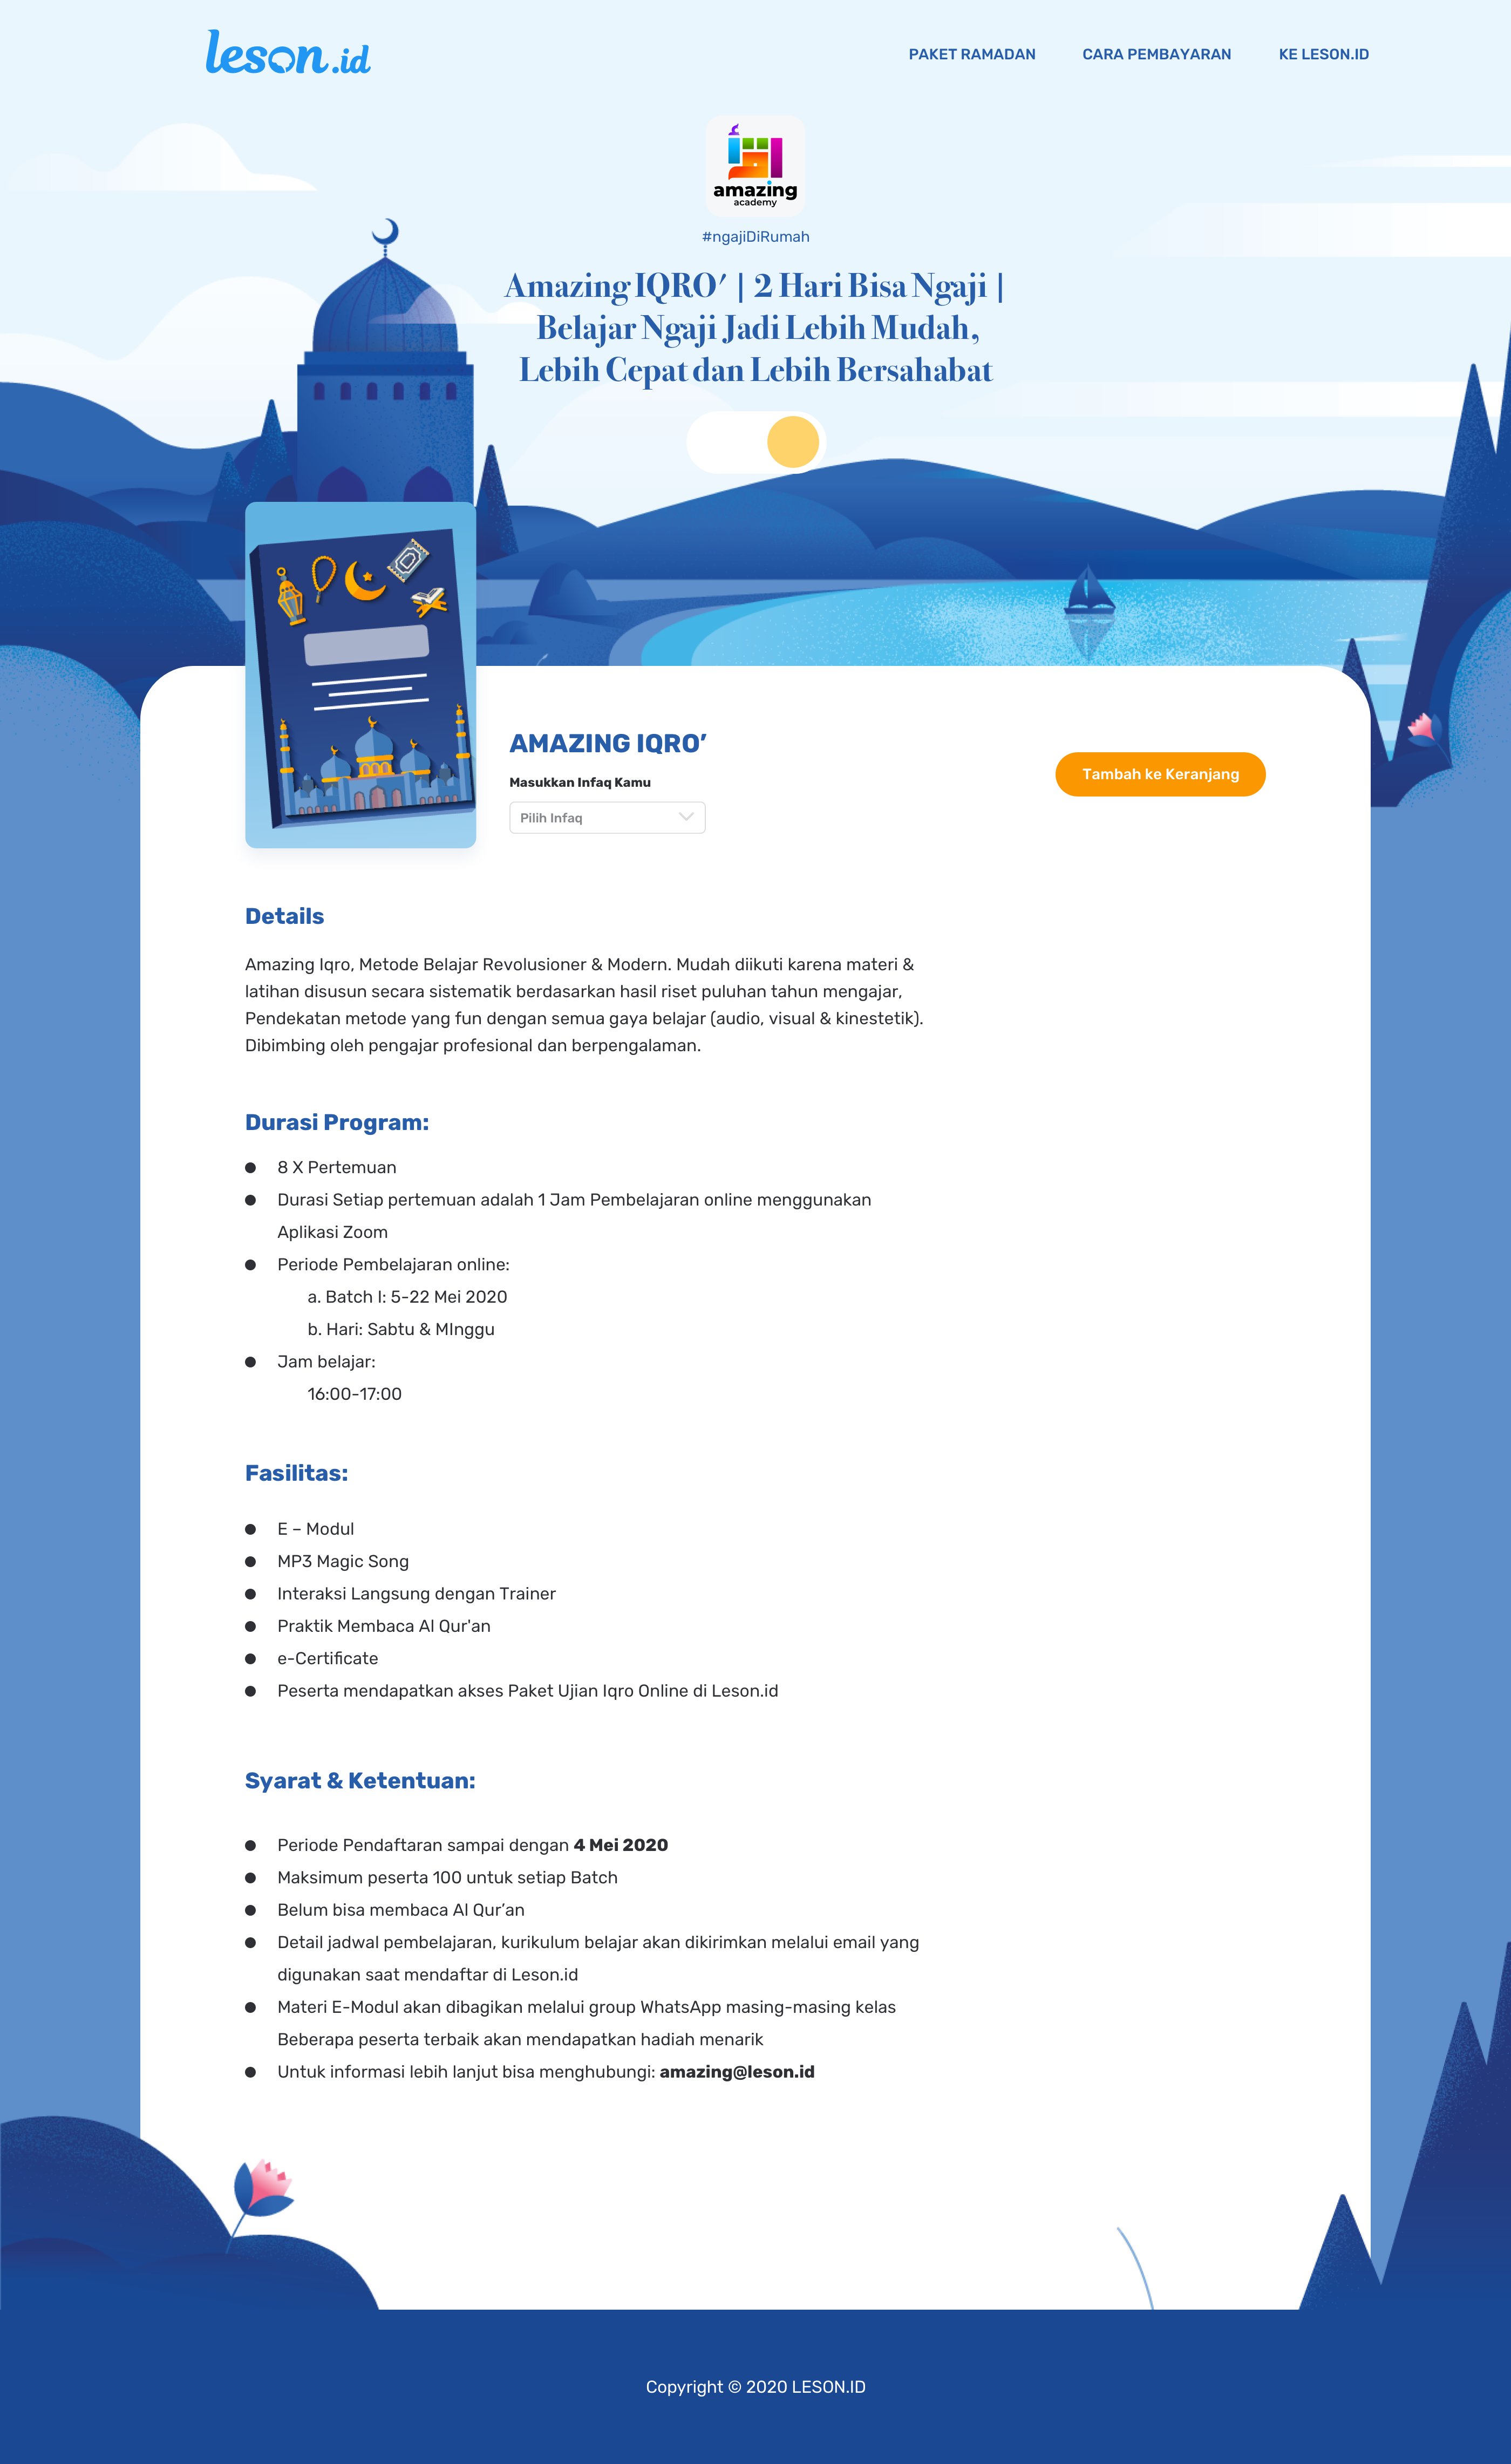 leson.id
PAKET RAMADAN
CARA PEMBAYARAN
KE LESON.ID
amazing
academy
#ngajiDiRumah
Amazing IQRO' | 2 Hari Bisa Ngaji |
Belajar Ngaji Jadi Lebih Mudah,
Lebih Cepat dan Lebih Bersahabat
AMAZING IQRO’
Masukkan Infaq Kamu
Pilih Infaq
Tambah ke Keranjang
Details
Amazing Iqro, Metode Belajar Revolusioner & Modern. Mudah diikuti karena materi &
latihan disusun secara sistematik berdasarkan hasil riset puluhan tahun mengajar,
Pendekatan metode yang fun dengan semua gaya belajar (audio, visual & kinestetik).
Dibimbing oleh pengajar profesional dan berpengalaman.
Durasi Program:
8 X Pertemuan
Durasi Setiap pertemuan adalah 1 Jam Pembelajaran online menggunakan
Aplikasi Zoom
Periode Pembelajaran online:
a. Batch I: 5-22 Mei 2020
b. Hari: Sabtu & MInggu
Jam belajar:
16:00-17:00
Fasilitas:
E – Modul
MP3 Magic Song
Interaksi Langsung dengan Trainer
Praktik Membaca Al Qur'an
e-Certificate
Peserta mendapatkan akses Paket Ujian Iqro Online di Leson.id
Syarat & Ketentuan:
Periode Pendaftaran sampai dengan 4 Mei 2020
Maksimum peserta 100 untuk setiap Batch
Belum bisa membaca Al Qur’an
Detail jadwal pembelajaran, kurikulum belajar akan dikirimkan melalui email yang
digunakan saat mendaftar di Leson.id
Materi E-Modul akan dibagikan melalui group WhatsApp masing-masing kelas
Beberapa peserta terbaik akan mendapatkan hadiah menarik
Untuk informasi lebih lanjut bisa menghubungi: amazing@leson.id
Copyright © 2020 LESON.ID